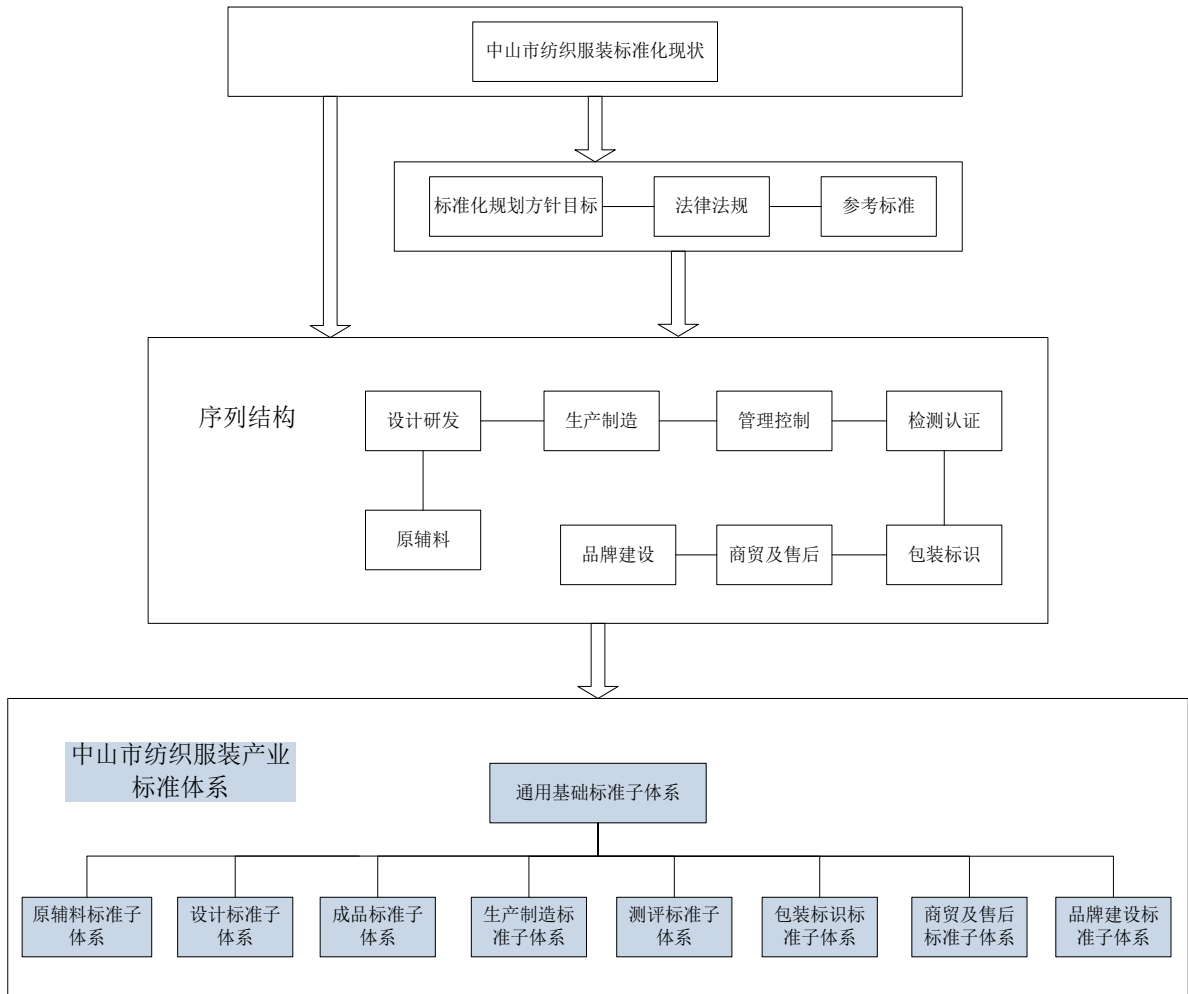 中山市纺织服装标准化现状
标准化规划方针目标
法律法规
参考标准
序列结构
设计研发
生产制造
管理控制
检测认证
原辅料
品牌建设
商贸及售后
包装标识
中山市纺织服装产业
标准体系
通用基础标准子体系
原辅料标准子
体系
设计标准子
体系
成品标准子
体系
生产制造标
准子体系
测评标准子
体系
包装标识标
准子体系
商贸及售后
标准子体系
品牌建设标
准子体系